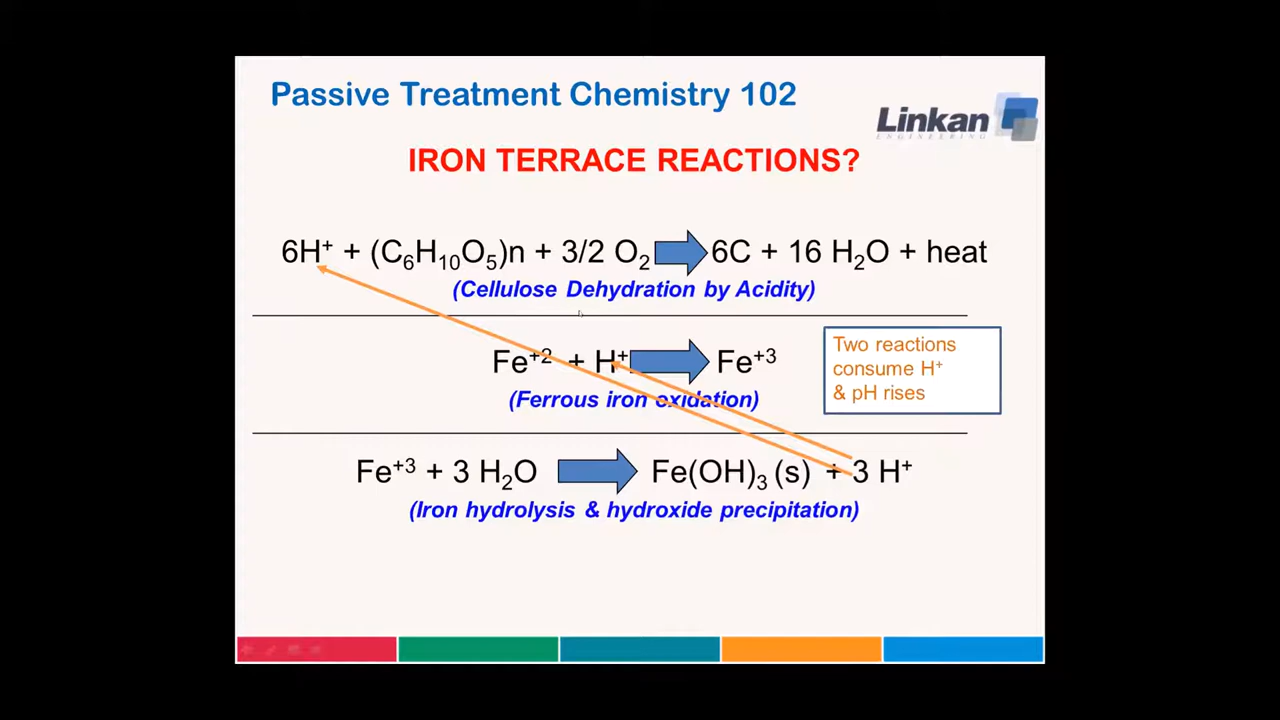 Passive Treatment Chemistry 102
Linkan
ENGINEERING
IRON TERRACE REACTIONS?
6H⁺ + (C₆H₁₀O₅)n + 3/2 O₂ 6C + 16 H₂O + heat
(Cellulose Dehydration by Acidity)
Fe⁺² + H⁺ Fe⁺³
(Ferrous iron oxidation)
Two reactions
consume H⁺
& pH rises
Fe⁺³ + 3 H₂O Fe(OH)₃ (s) + 3 H⁺
(Iron hydrolysis & hydroxide precipitation)